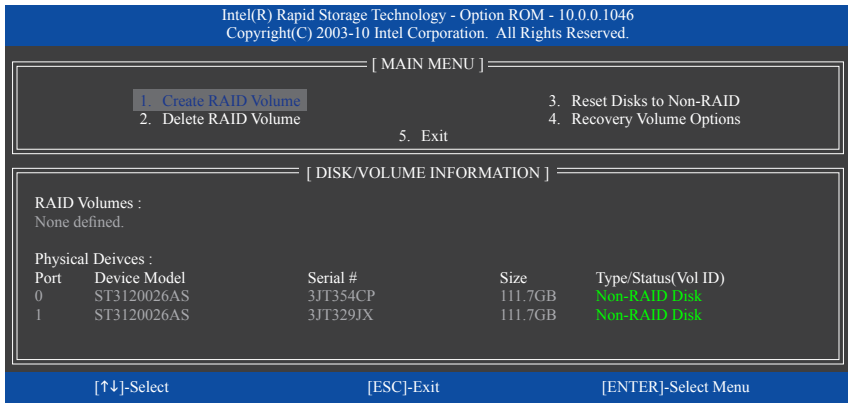 Intel(R) Rapid Storage Technology - Option ROM - 10.0.0.1046
Copyright(C) 2003-10 Intel Corporation.  All Rights Reserved.
[ MAIN MENU ]
1.  Create RAID Volume
3.  Reset Disks to Non-RAID
2.  Delete RAID Volume
4.  Recovery Volume Options
5.  Exit
[ DISK/VOLUME INFORMATION ]
RAID Volumes :
None defined.
Physical Deivces :
Port Device Model Serial # Size Type/Status(Vol ID)
0 ST3120026AS 3JT354CP 111.7GB Non-RAID Disk
1 ST3120026AS 3JT329JX 111.7GB Non-RAID Disk
[↑↓]-Select [ESC]-Exit [ENTER]-Select Menu